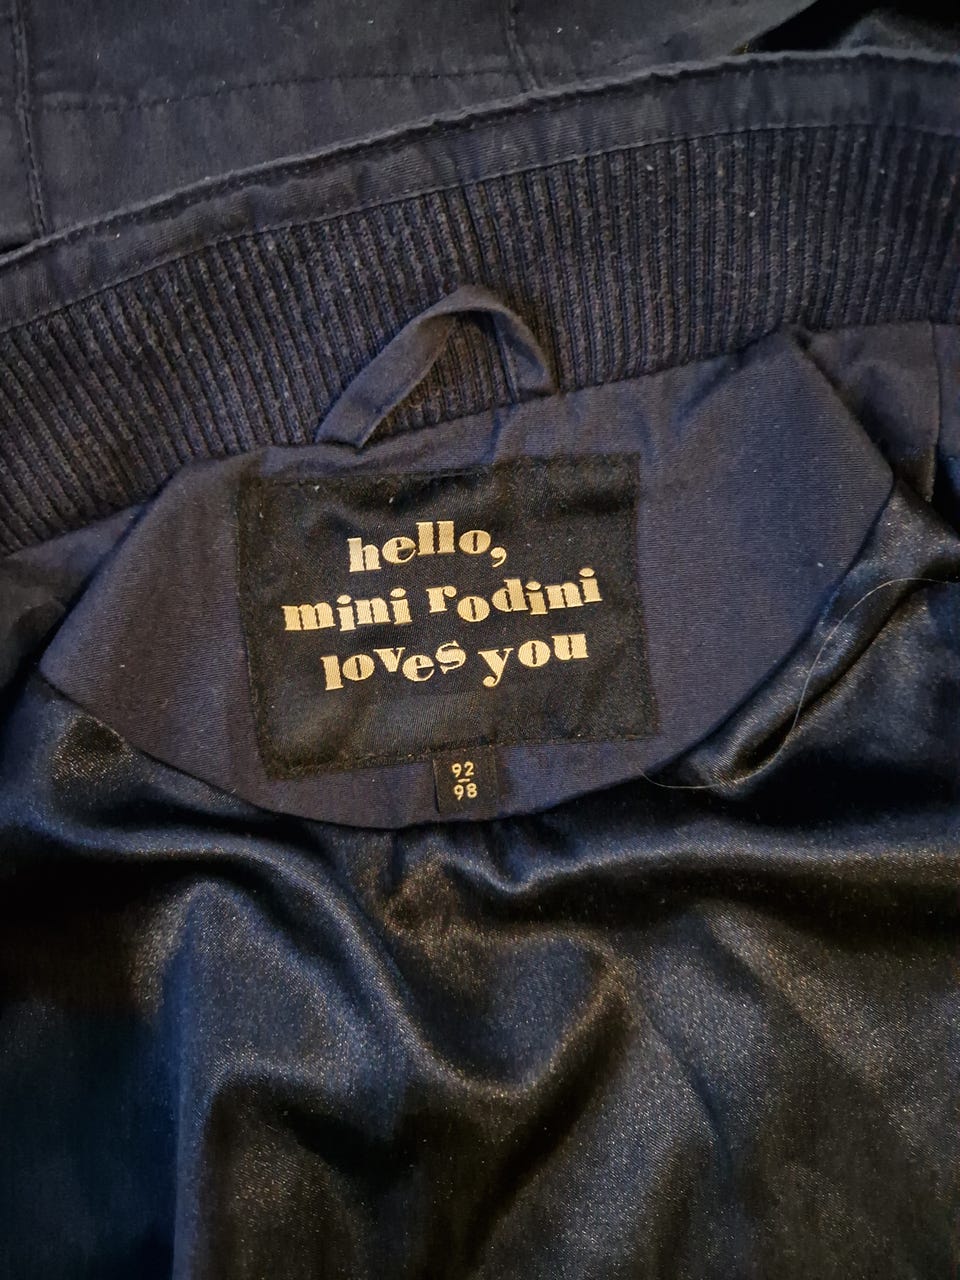 hello,
mini rodini
loves you
92
98